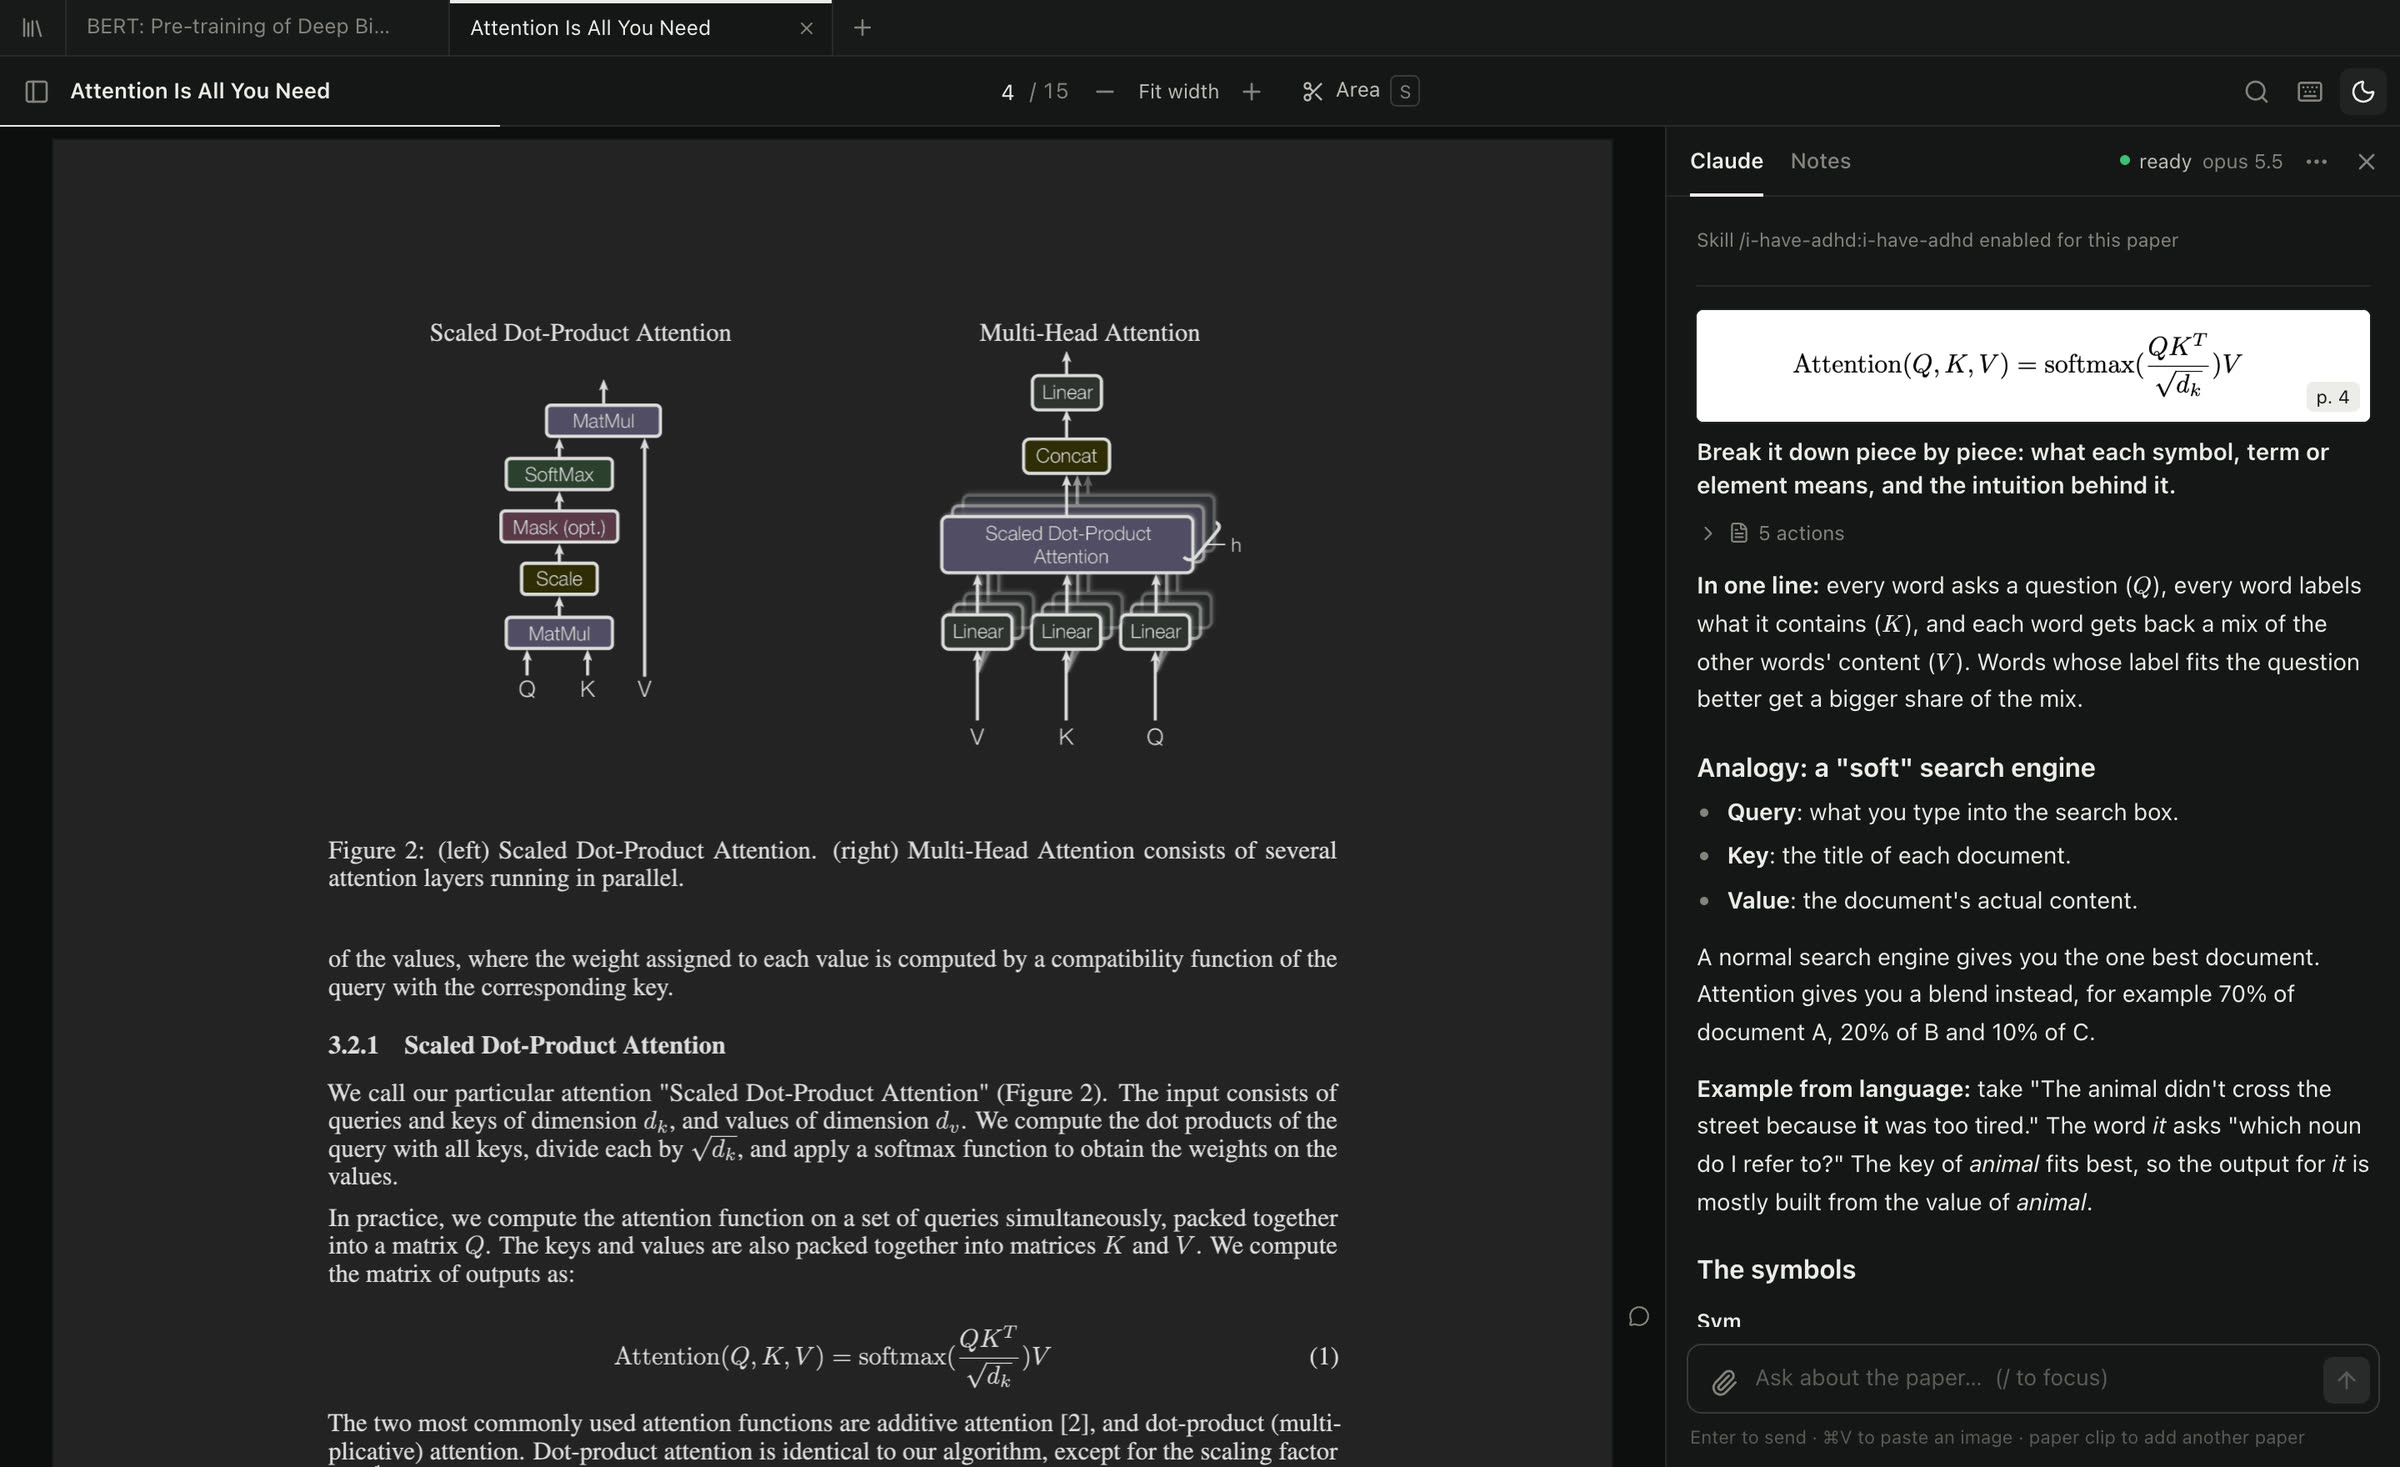 BERT: Pre-training of Deep Bi...
Attention Is All You Need
Attention Is All You Need
4 / 15
Fit width
Area S
Scaled Dot-Product Attention
MatMul
SoftMax
Mask (opt.)
Scale
MatMul
Q K V
Multi-Head Attention
Linear
Concat
Scaled Dot-Product
Attention
h
Linear Linear Linear
V K Q
Figure 2: (left) Scaled Dot-Product Attention. (right) Multi-Head Attention consists of several
attention layers running in parallel.
of the values, where the weight assigned to each value is computed by a compatibility function of the
query with the corresponding key.
3.2.1 Scaled Dot-Product Attention
We call our particular attention "Scaled Dot-Product Attention" (Figure 2). The input consists of
queries and keys of dimension dₖ, and values of dimension dᵥ. We compute the dot products of the
query with all keys, divide each by √dₖ, and apply a softmax function to obtain the weights on the
values.
In practice, we compute the attention function on a set of queries simultaneously, packed together
into a matrix Q. The keys and values are also packed together into matrices K and V. We compute
the matrix of outputs as:
Attention(Q, K, V) = softmax(QKᵀ/√dₖ)V (1)
The two most commonly used attention functions are additive attention [2], and dot-product (multi-
plicative) attention. Dot-product attention is identical to our algorithm, except for the scaling factor
Claude Notes
ready opus 5.5
Skill /i-have-adhd:i-have-adhd enabled for this paper
Attention(Q, K, V) = softmax(QKᵀ/√dₖ)V
p. 4
Break it down piece by piece: what each symbol, term or
element means, and the intuition behind it.
5 actions
In one line: every word asks a question (Q), every word labels
what it contains (K), and each word gets back a mix of the
other words' content (V). Words whose label fits the question
better get a bigger share of the mix.
Analogy: a "soft" search engine
• Query: what you type into the search box.
• Key: the title of each document.
• Value: the document's actual content.
A normal search engine gives you the one best document.
Attention gives you a blend instead, for example 70% of
document A, 20% of B and 10% of C.
Example from language: take "The animal didn't cross the
street because it was too tired." The word it asks "which noun
do I refer to?" The key of animal fits best, so the output for it is
mostly built from the value of animal.
The symbols
Sym
Ask about the paper... (/ to focus)
Enter to send · ⌘V to paste an image · paper clip to add another paper